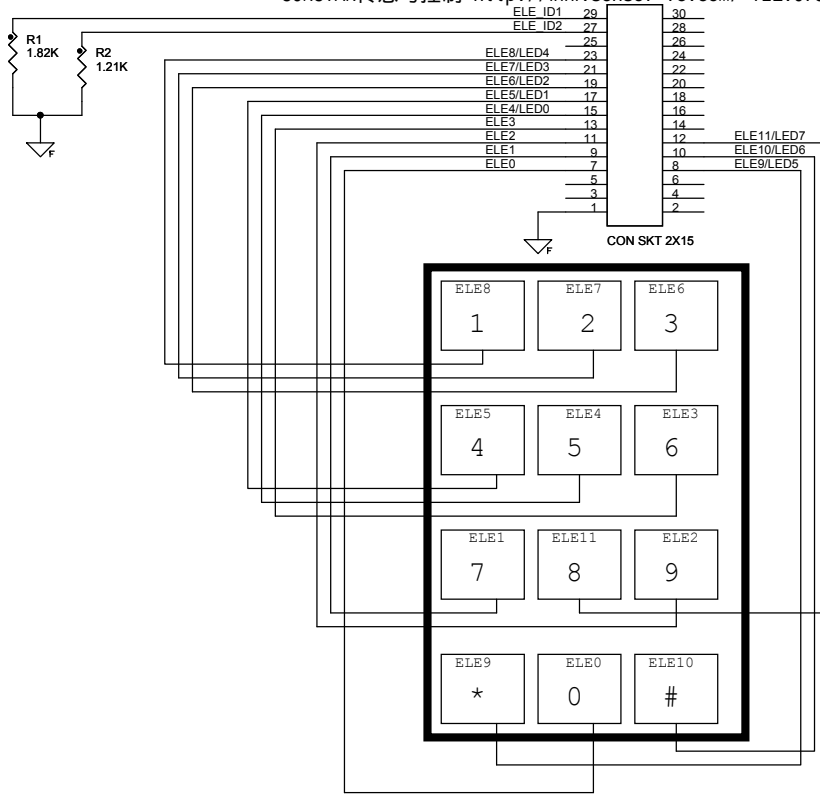 ELE_ID1 29 30
R1 1.82K
ELE_ID2 27 28
R2 1.21K
25 26
ELE8/LED4 23 24
ELE7/LED3 21 22
ELE6/LED2 19 20
ELE5/LED1 17 18
ELE4/LED0 15 16
ELE3 13 14
ELE2 11 12 ELE11/LED7
ELE1 9 10 ELE10/LED6
ELE0 7 8 ELE9/LED5
5 6
3 4
1 2
F
F
CON SKT 2X15
ELE8 ELE7 ELE6
1 2 3
ELE5 ELE4 ELE3
4 5 6
ELE1 ELE11 ELE2
7 8 9
ELE9 ELE0 ELE10
* 0 #